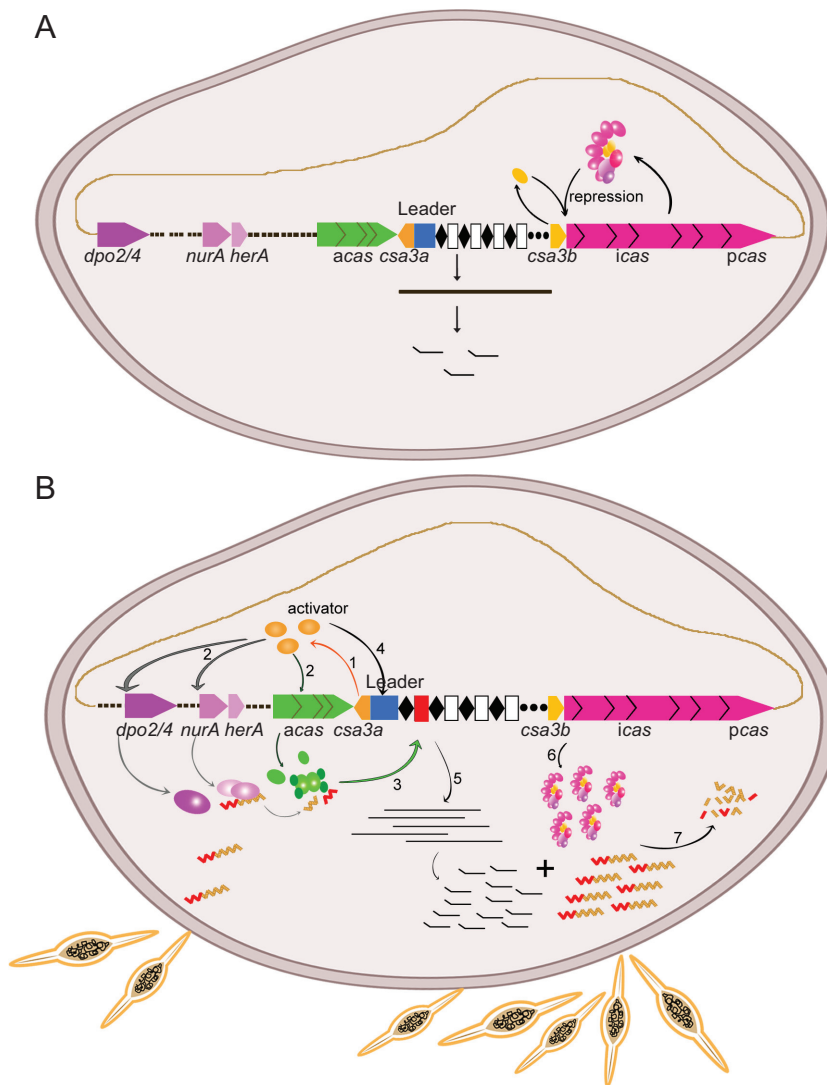 A
repression
Leader
dpo2/4 nurA herA acas csa3a csa3b icas pcas
B
activator
2 2 1 4
Leader
dpo2/4 nurA herA acas csa3a csa3b icas pcas
3 5 6 7
+